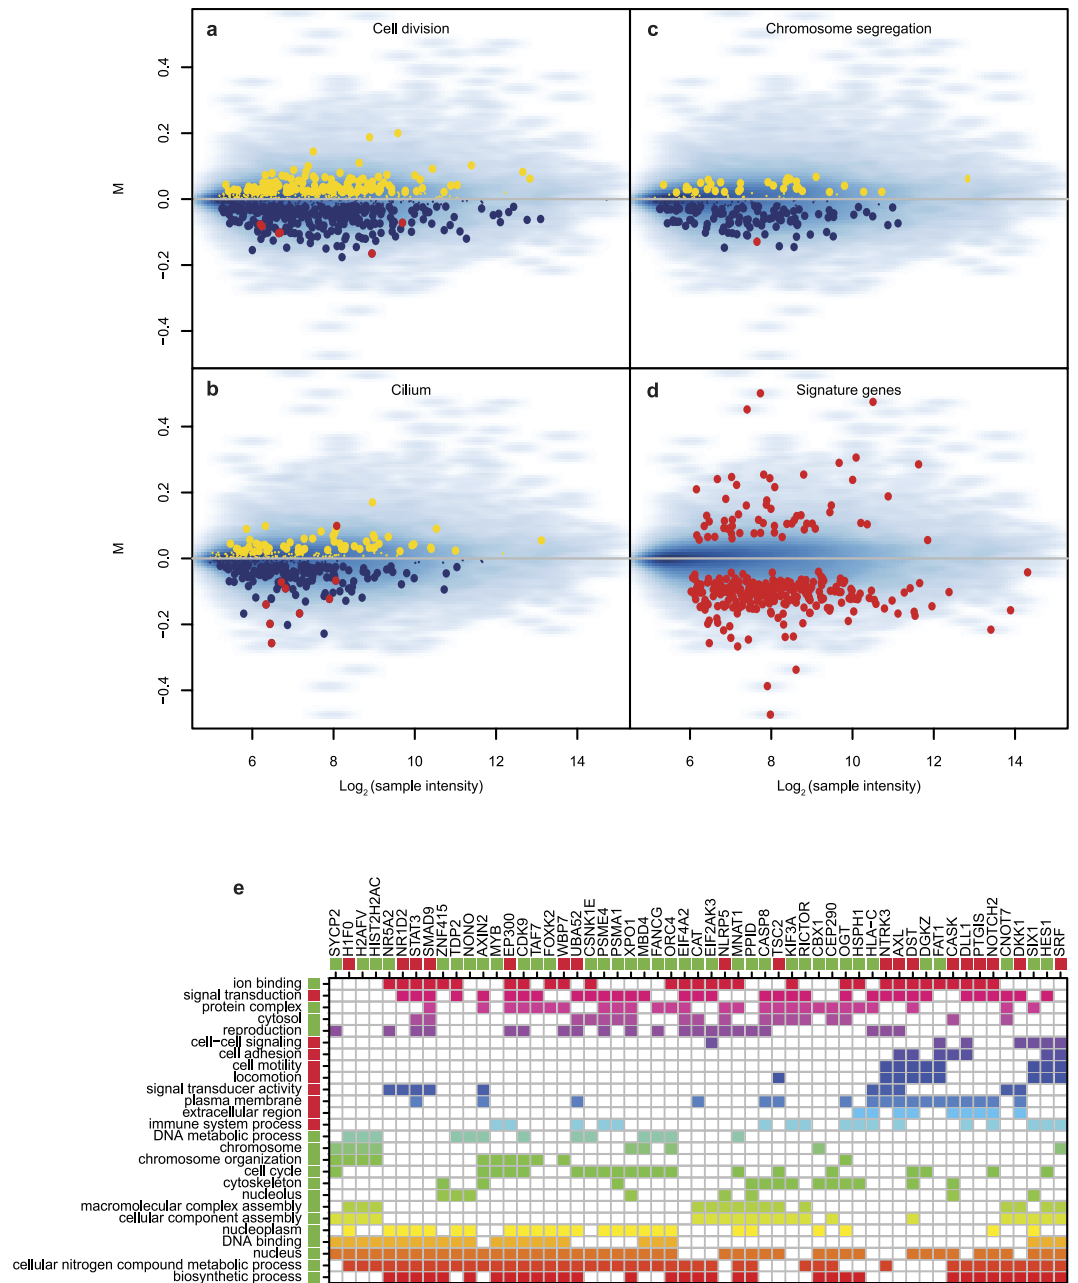 a
Cell division
c
Chromosome segregation
M
0.4
0.2
0.0
−0.2
−0.4
b
Cilium
d
Signature genes
M
0.4
0.2
0.0
−0.2
−0.4
6 8 10 12 14
6 8 10 12 14
Log2 (sample intensity)
Log2 (sample intensity)
e
SYCP2
H1F0
H2AFV
HIST2H2AC
NR5A2
NR1D2
STAT3
SMAD9
ZNF415
TDP2
NONO
AXIN2
MYB
EP300
CDK9
TAF7
FOXK2
WBP7
UBA52
CSNK1E
PSME4
PSMA1
XPO1
MBD4
FANCG
ORC4
EIF4A2
CAT
EIF2AK3
NLRP5
MNAT1
PPID
CASP8
TSC2
KIF3A
RICTOR
CBX1
CEP290
OGT
HSPH1
HLA−C
NTRK3
AXL
DST
DGKZ
FAT1
CASK
DLL1
PTGIS
NOTCH2
CNOT7
DKK1
SIX1
HES1
SRF
ion binding
signal transduction
protein complex
cytosol
reproduction
cell−cell signaling
cell adhesion
cell motility
locomotion
signal transducer activity
plasma membrane
extracellular region
immune system process
DNA metabolic process
chromosome
chromosome organization
cell cycle
cytoskeleton
nucleolus
macromolecular complex assembly
cellular component assembly
nucleoplasm
DNA binding
nucleus
cellular nitrogen compound metabolic process
biosynthetic process